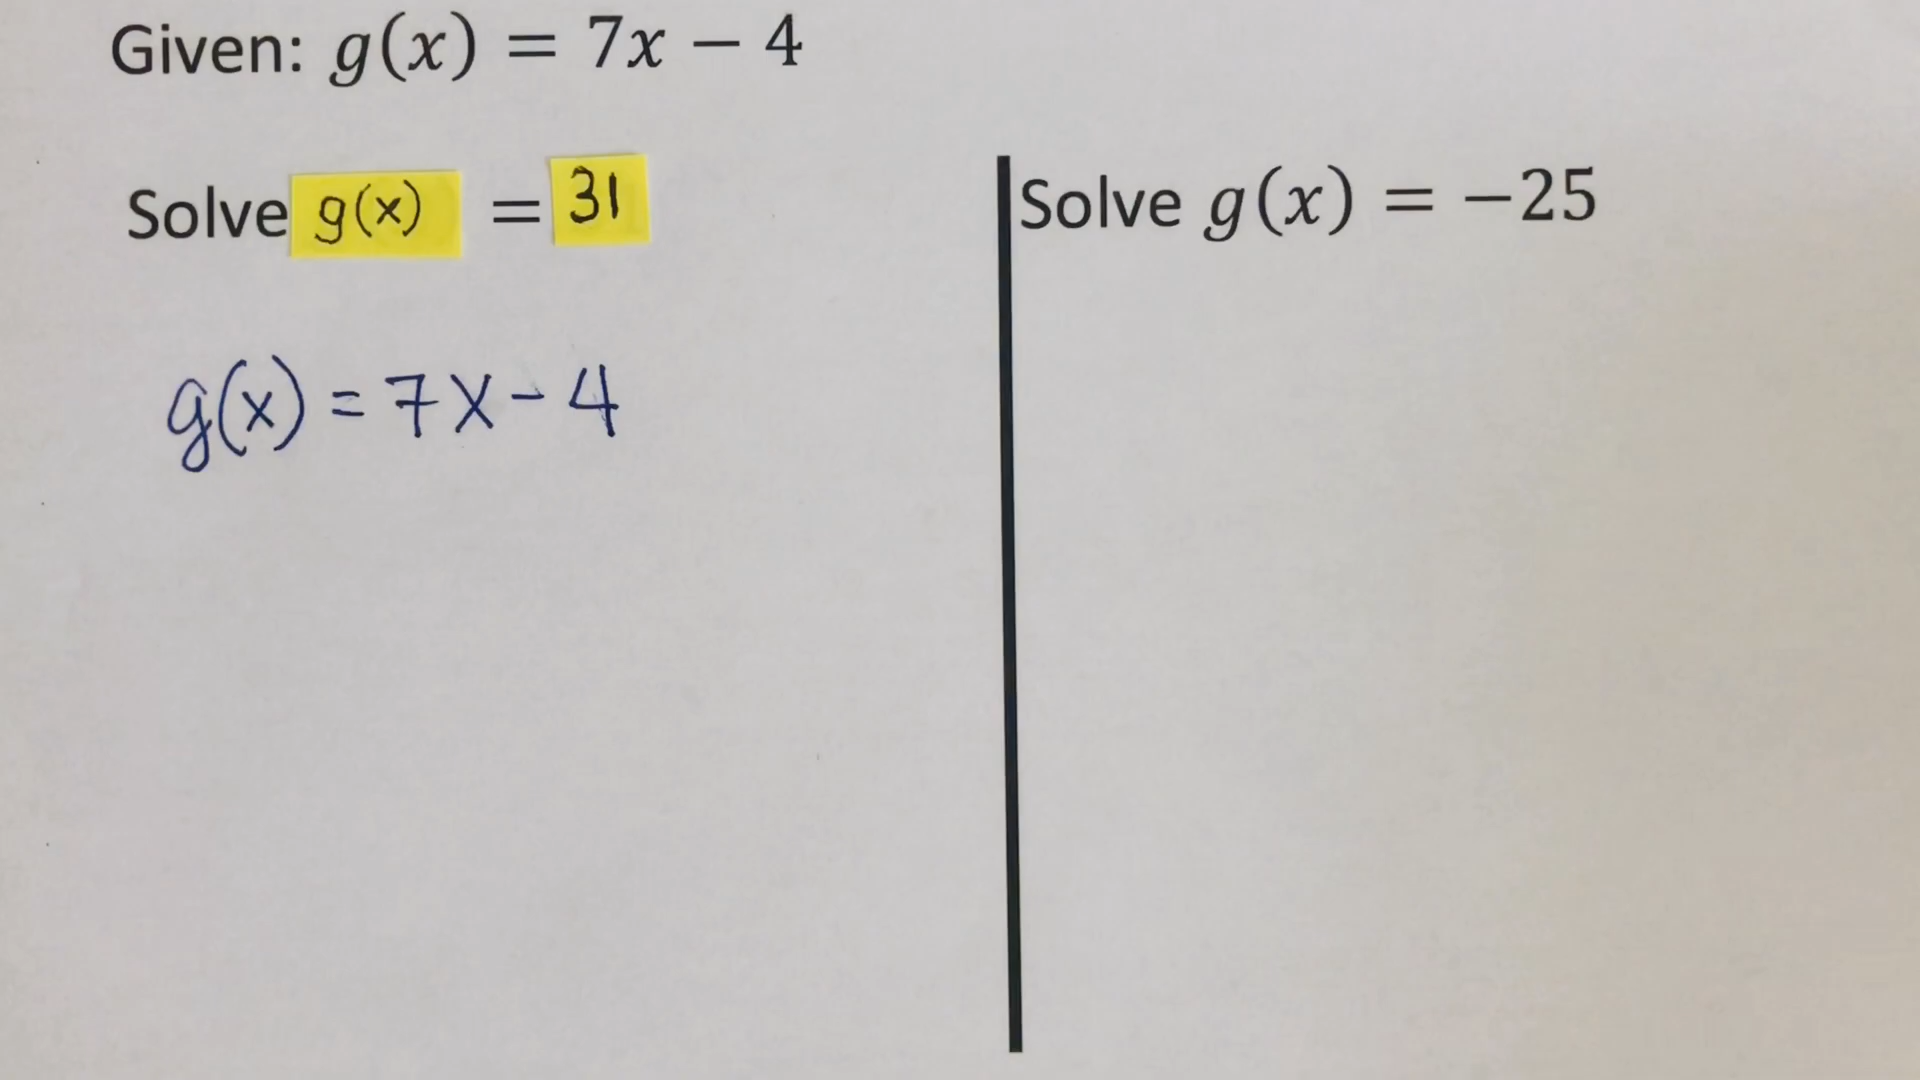 Given: g(x) = 7x − 4
Solve g(x) = 31
g(x) = 7x - 4
Solve g(x) = −25